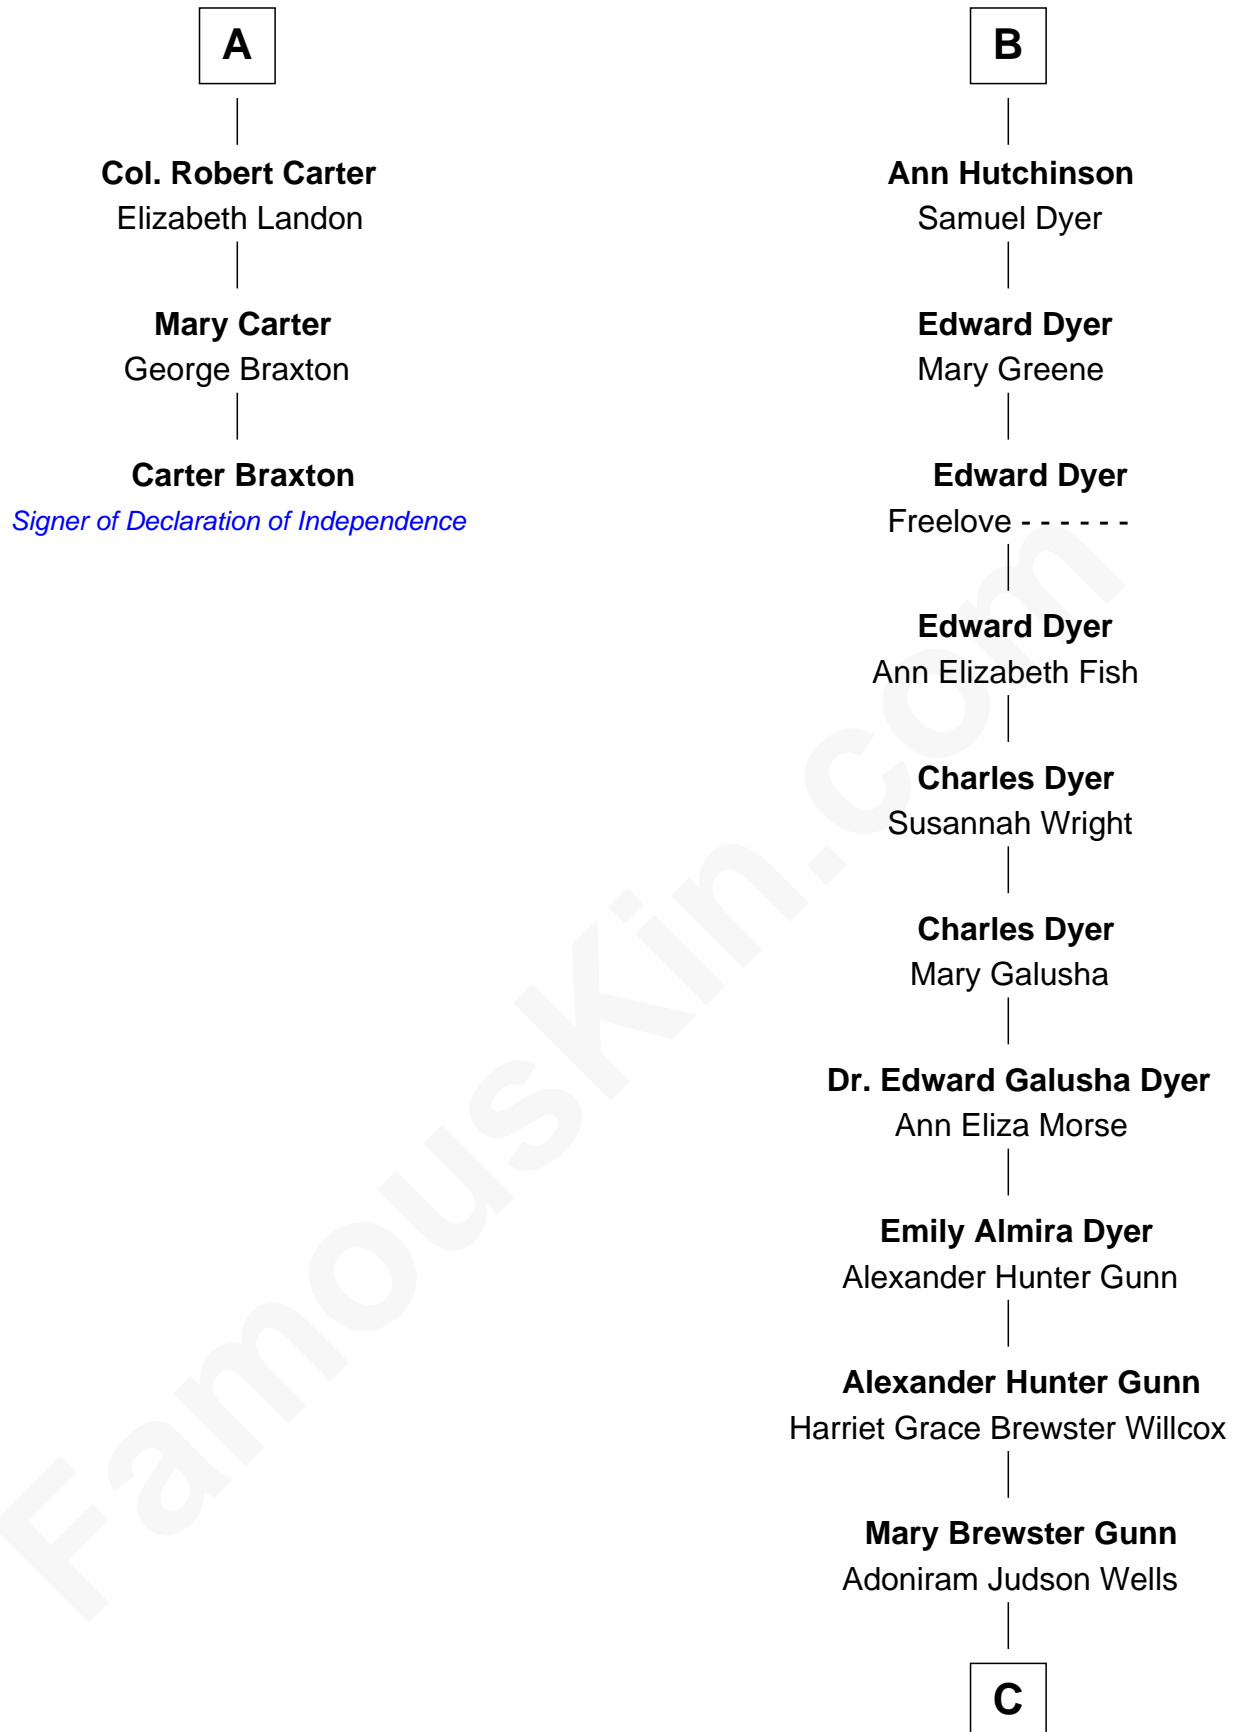 A
Col. Robert Carter
Elizabeth Landon
Mary Carter
George Braxton
Carter Braxton
Signer of Declaration of Independence
B
Ann Hutchinson
Samuel Dyer
Edward Dyer
Mary Greene
Edward Dyer
Freelove - - - - - -
Edward Dyer
Ann Elizabeth Fish
Charles Dyer
Susannah Wright
Charles Dyer
Mary Galusha
Dr. Edward Galusha Dyer
Ann Eliza Morse
Emily Almira Dyer
Alexander Hunter Gunn
Alexander Hunter Gunn
Harriet Grace Brewster Willcox
Mary Brewster Gunn
Adoniram Judson Wells
C
FamousKin.com